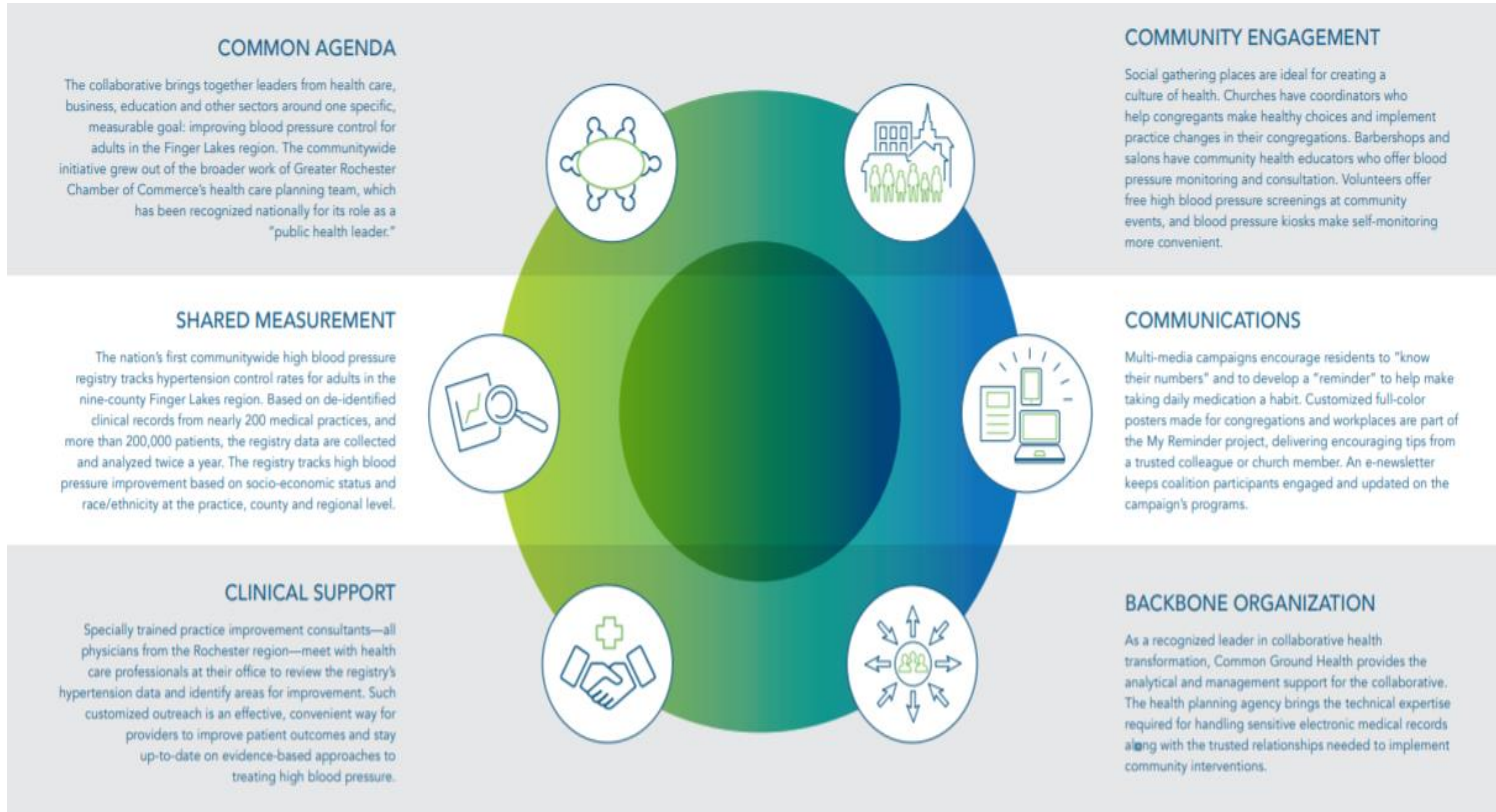 COMMON AGENDA
The collaborative brings together leaders from health care,
business, education and other sectors around one specific,
measurable goal: improving blood pressure control for
adults in the Finger Lakes region. The communitywide
initiative grew out of the broader work of Greater Rochester
Chamber of Commerce's health care planning team, which
has been recognized nationally for its role as a
"public health leader."
SHARED MEASUREMENT
The nation's first communitywide high blood pressure
registry tracks hypertension control rates for adults in the
nine-county Finger Lakes region. Based on de-identified
clinical records from nearly 200 medical practices, and
more than 200,000 patients, the registry data are collected
and analyzed twice a year. The registry tracks high blood
pressure improvement based on socio-economic status and
race/ethnicity at the practice, county and regional level.
CLINICAL SUPPORT
Specially trained practice improvement consultants—all
physicians from the Rochester region—meet with health
care professionals at their office to review the registry's
hypertension data and identify areas for improvement. Such
customized outreach is an effective, convenient way for
providers to improve patient outcomes and stay
up-to-date on evidence-based approaches to
treating high blood pressure.
COMMUNITY ENGAGEMENT
Social gathering places are ideal for creating a
culture of health. Churches have coordinators who
help congregants make healthy choices and implement
practice changes in their congregations. Barbershops and
salons have community health educators who offer blood
pressure monitoring and consultation. Volunteers offer
free high blood pressure screenings at community
events, and blood pressure kiosks make self-monitoring
more convenient.
COMMUNICATIONS
Multi-media campaigns encourage residents to "know
their numbers" and to develop a "reminder" to help make
taking daily medication a habit. Customized full-color
posters made for congregations and workplaces are part of
the My Reminder project, delivering encouraging tips from
a trusted colleague or church member. An e-newsletter
keeps coalition participants engaged and updated on the
campaign's programs.
BACKBONE ORGANIZATION
As a recognized leader in collaborative health
transformation, Common Ground Health provides the
analytical and management support for the collaborative.
The health planning agency brings the technical expertise
required for handling sensitive electronic medical records
along with the trusted relationships needed to implement
community interventions.